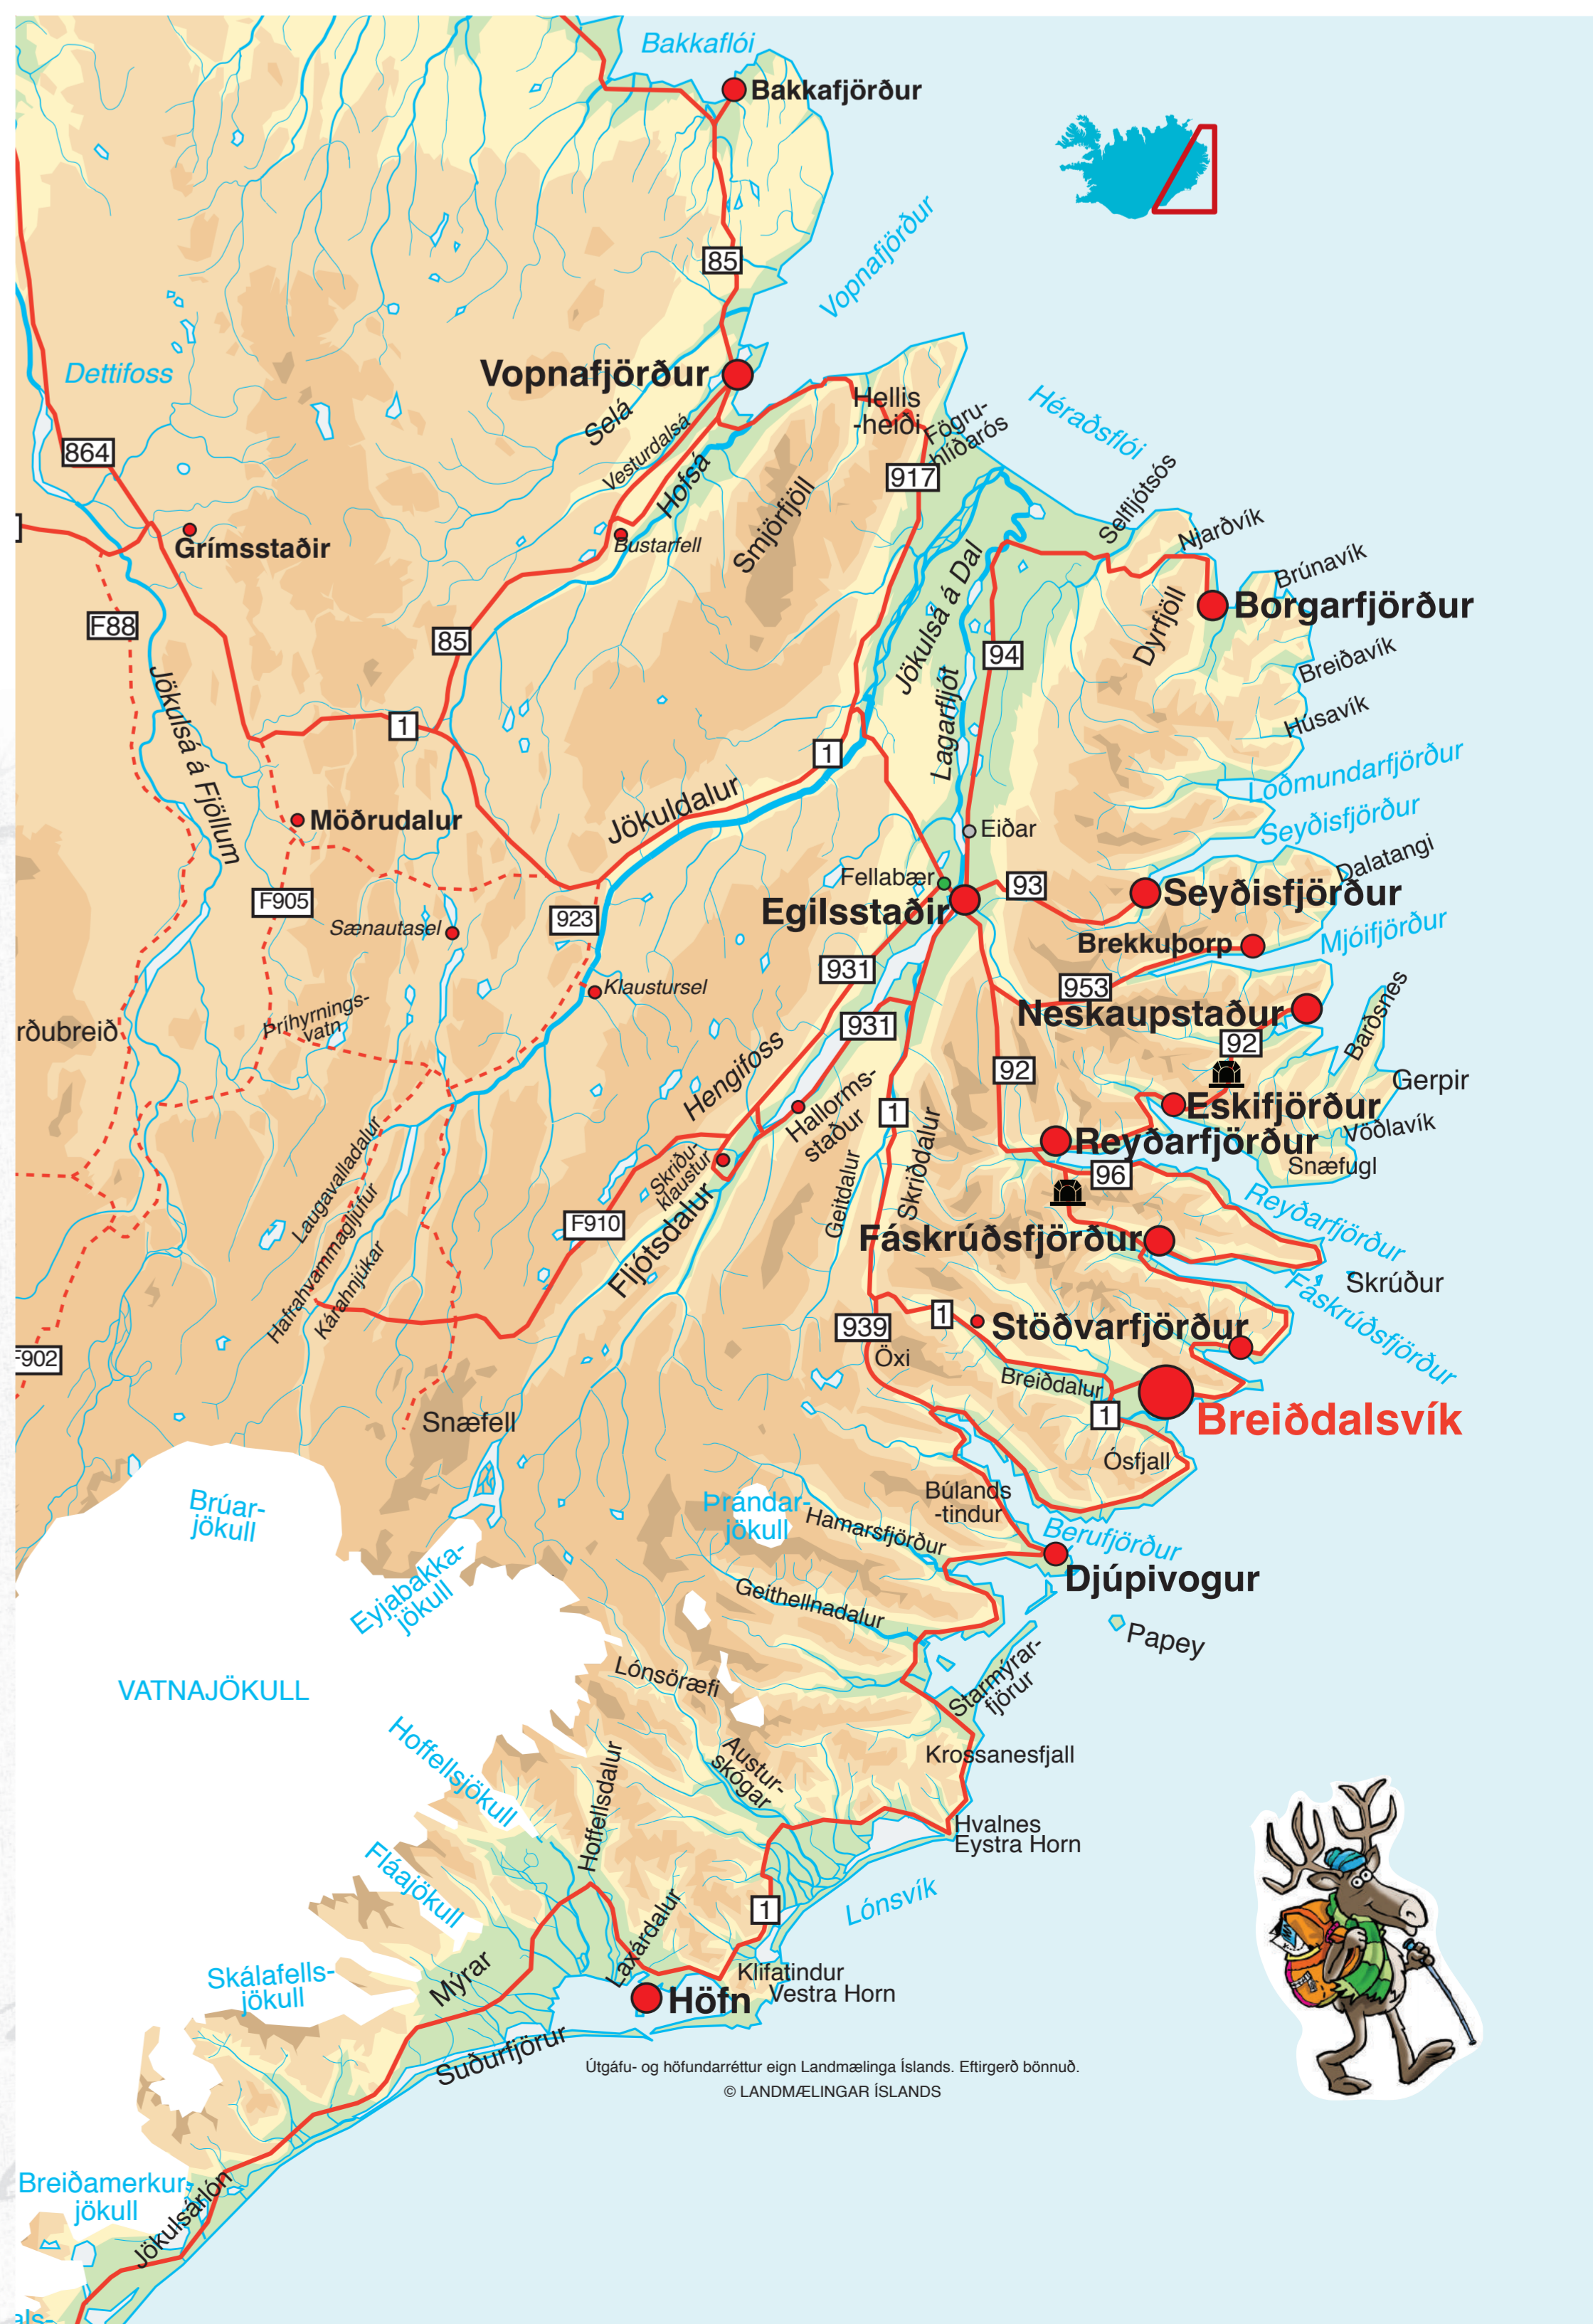 Bakkaflói
Bakkafjörður
Vopnafjörður
85
Dettifoss
Vopnafjörður
Hellis
-heiði
Fögru-
hlíðarós
Héraðsflói
Selá
Vesturdalsá
Hofsá
864
917
Selfljótsós
Njarðvík
Smjörfjöll
Grímsstaðir
Bustarfell
Brúnavík
Borgarfjörður
F88
85
Jökulsá á Dal
Dyrfjöll
94
Breiðavík
Jökulsá á Fjöllum
Lagarfljót
Húsavík
1
1
Loðmundarfjörður
Jökuldalur
Seyðisfjörður
Möðrudalur
Eiðar
Dalatangi
Fellabær
93
Seyðisfjörður
F905
Egilsstaðir
923
Sænautasel
Brekkuþorp
Mjóifjörður
931
Klaustursel
953
Neskaupstaður
Barðsnes
rðubreið
Þríhyrnings-
vatn
931
92
Hengifoss
92
Gerpir
Hallorms-
staður
1
Eskifjörður
Vöðlavík
Laugavalladalur
Skriðdalur
Reyðarfjörður
Snæfugl
Skriðu-
klaustur
Geitdalur
96
Hafrahvammagljúfur
F910
Fljótsdalur
Reyðarfjörður
Kárahnjúkar
Fáskrúðsfjörður
Skrúður
Fáskrúðsfjörður
939
1
Stöðvarfjörður
F902
Öxi
Breiðdalur
1
Breiðdalsvík
Snæfell
Ósfjall
Brúar-
jökull
Þrándar-
jökull
Búlands
-tindur
Hamarsfjörður
Berufjörður
Eyjabakka-
jökull
Djúpivogur
Geithellnadalur
Papey
Lónsöræfi
Starmýrar-
fjörur
VATNAJÖKULL
Hoffellsjökull
Austur-
skógar
Krossanesfjall
Hoffellsdalur
Hvalnes
Eystra Horn
Fláajökull
Lónsvík
1
Laxárdalur
Mýrar
Skálafells-
jökull
Klifatindur
Vestra Horn
Höfn
Suðurfjörur
Útgáfu- og höfundarréttur eign Landmælinga Íslands. Eftirgerð bönnuð.
© LANDMÆLINGAR ÍSLANDS
Breiðamerkur-
jökull
Jökulsárlón
als-